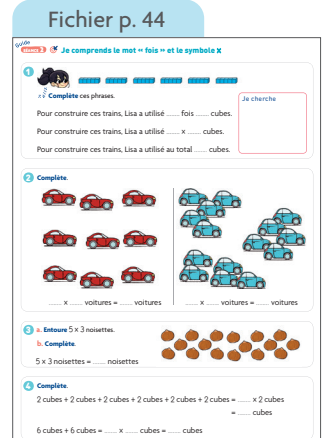 Fichier p. 44
Guidé
SÉANCE 2 Je comprends le mot « fois » et le symbole x
1
Complète ces phrases.
Je cherche
Pour construire ces trains, Lisa a utilisé ...... fois ...... cubes.
Pour construire ces trains, Lisa a utilisé ...... × ...... cubes.
Pour construire ces trains, Lisa a utilisé au total ...... cubes.
2 Complète.
...... x ...... voitures = ...... voitures
...... x ...... voitures = ...... voitures
3 a. Entoure 5 x 3 noisettes.
b. Complète.
5 × 3 noisettes = ...... noisettes
4 Complète.
2 cubes + 2 cubes + 2 cubes + 2 cubes + 2 cubes + 2 cubes = ...... × 2 cubes
= ...... cubes
6 cubes + 6 cubes = ...... × ...... cubes = ...... cubes